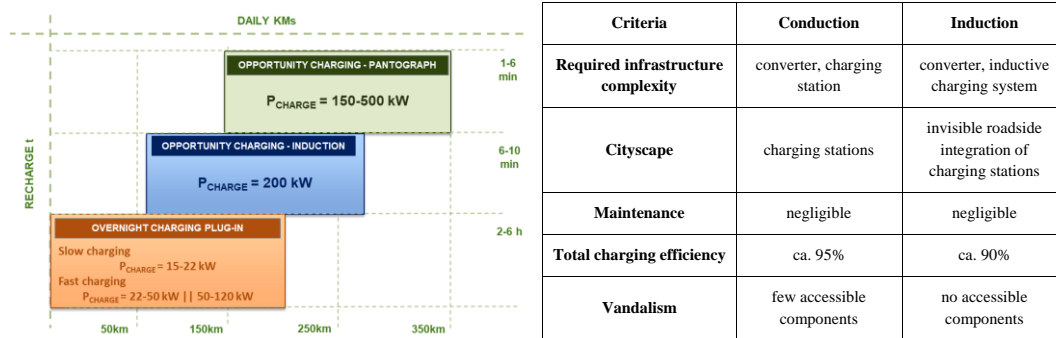 DAILY KMs
RECHARGE t
OPPORTUNITY CHARGING - PANTOGRAPH
P_CHARGE = 150-500 kW
1-6
min
OPPORTUNITY CHARGING - INDUCTION
P_CHARGE = 200 kW
6-10
min
OVERNIGHT CHARGING PLUG-IN
Slow charging
P_CHARGE = 15-22 kW
Fast charging
P_CHARGE = 22-50 kW || 50-120 kW
2-6 h
50km 150km 250km 350km
Criteria Conduction Induction
Required infrastructure
complexity
converter, charging
station
converter, inductive
charging system
Cityscape
charging stations
invisible roadside
integration of
charging stations
Maintenance negligible negligible
Total charging efficiency ca. 95% ca. 90%
Vandalism
few accessible
components
no accessible
components